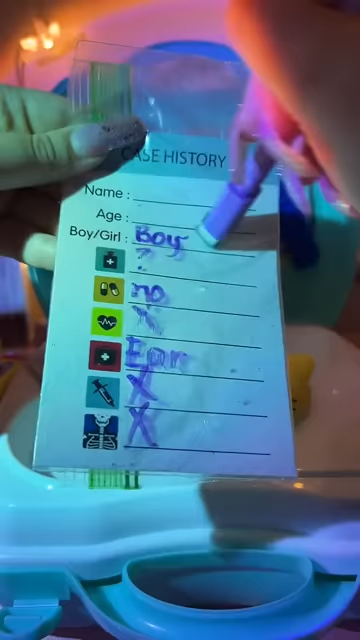 CASE HISTORY
Name :
Age :
Boy/Girl : Boy
?
no
X
Ear
X
X